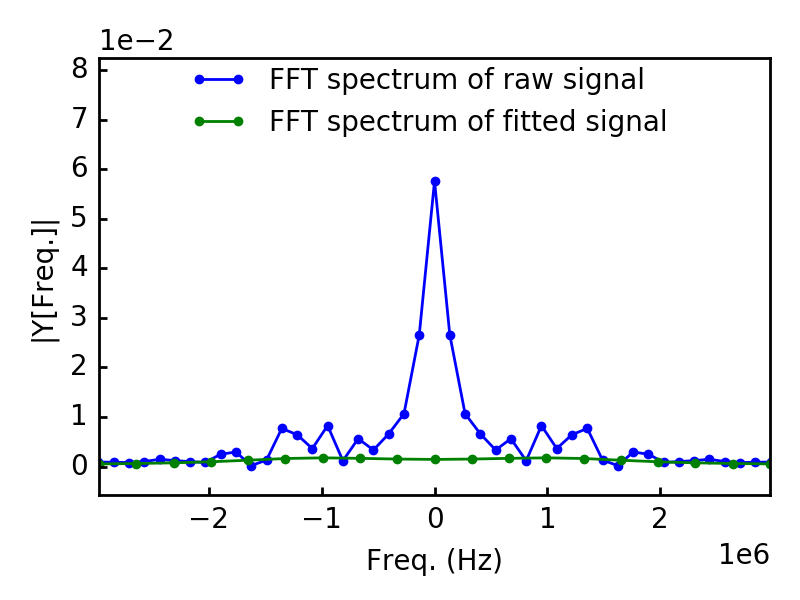 1e−2
8
FFT spectrum of raw signal
7
FFT spectrum of fitted signal
6
5
4
3
2
1
0
|Y[Freq.]|
−2 −1 0 1 2
Freq. (Hz)
1e6